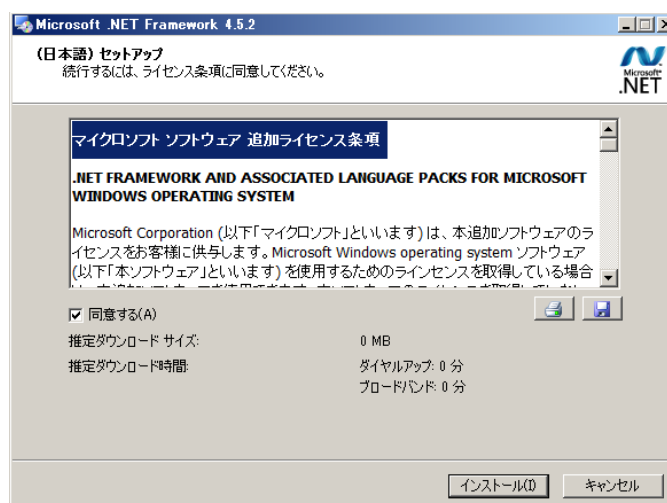 Microsoft .NET Framework 4.5.2
(日本語) セットアップ
続行するには、ライセンス条項に同意してください。
Microsoft®
.NET
マイクロソフト ソフトウェア 追加ライセンス条項
.NET FRAMEWORK AND ASSOCIATED LANGUAGE PACKS FOR MICROSOFT
WINDOWS OPERATING SYSTEM
Microsoft Corporation (以下「マイクロソフト」といいます) は、本追加ソフトウェアのラ
イセンスをお客様に供与します。Microsoft Windows operating system ソフトウェア
(以下「本ソフトウェア」といいます) を使用するためのラインセンスを取得している場合
同意する(A)
推定ダウンロード サイズ:
0 MB
推定ダウンロード時間:
ダイヤルアップ: 0 分
ブロードバンド: 0 分
インストール(I)
キャンセル